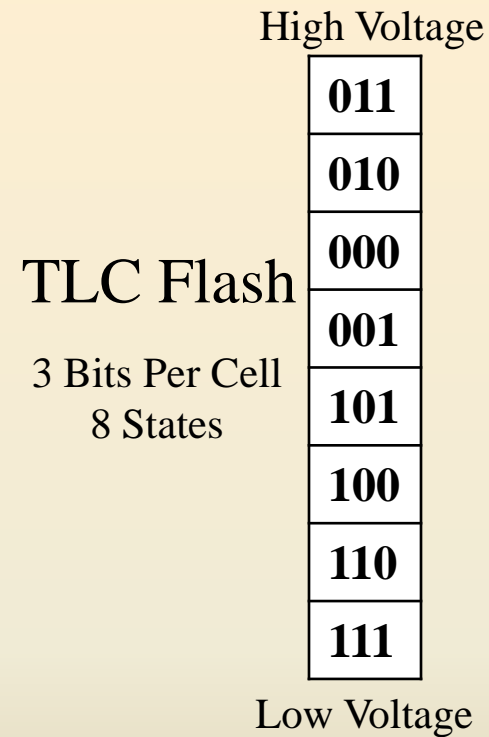 High Voltage
011
010
000
TLC Flash
001
3 Bits Per Cell
101
8 States
100
110
111
Low Voltage